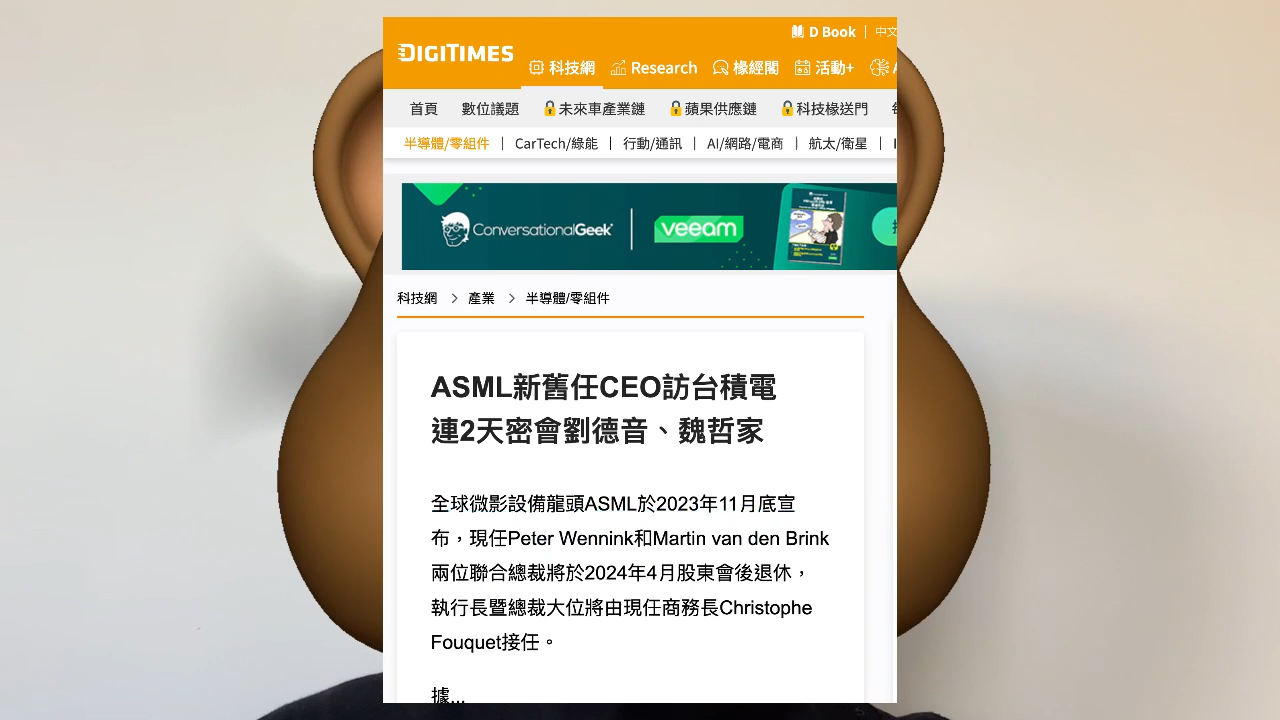 D Book
中文
DIGITIMES
科技網
Research
椽經閣
活動+
首頁
數位議題
未來車產業鏈
蘋果供應鏈
科技椽送門
半導體/零組件 | CarTech/綠能 | 行動/通訊 | AI/網路/電商 | 航太/衛星 |
CONVERSATIONALGEEK
veeam
科技網 > 產業 > 半導體/零組件
ASML新舊任CEO訪台積電
連2天密會劉德音、魏哲家
全球微影設備龍頭ASML於2023年11月底宣
布，現任Peter Wennink和Martin van den Brink
兩位聯合總裁將於2024年4月股東會後退休，
執行長暨總裁大位將由現任商務長Christophe
Fouquet接任。
據...